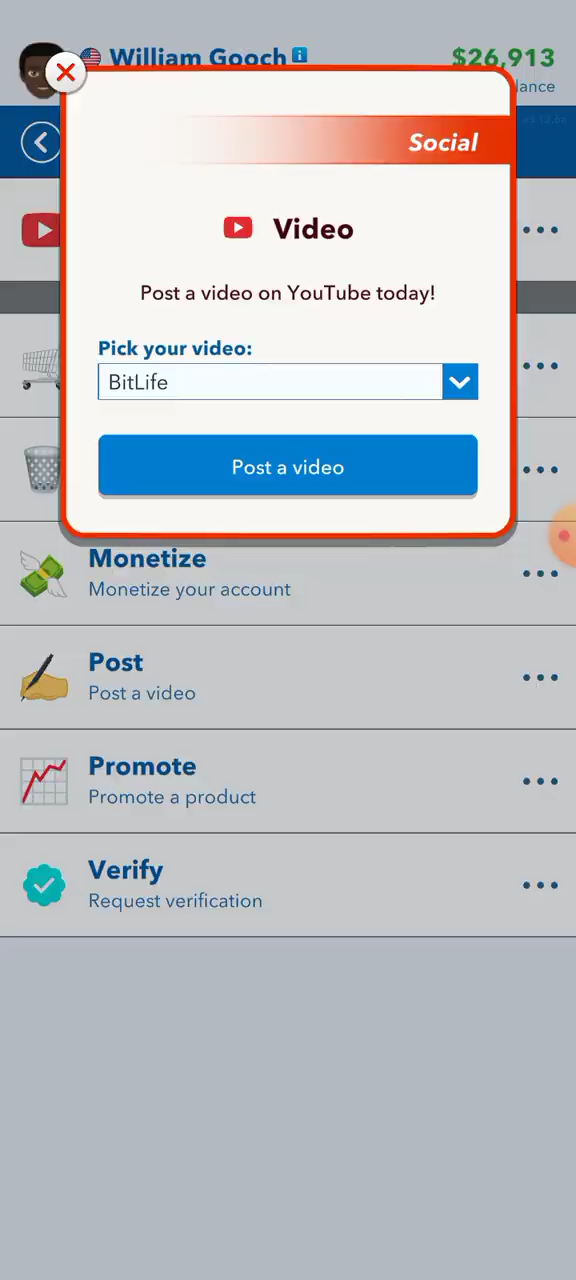 William Gooch
$26,913
lance
Social
Video
Post a video on YouTube today!
Pick your video:
BitLife
Post a video
Monetize
Monetize your account
Post
Post a video
Promote
Promote a product
Verify
Request verification